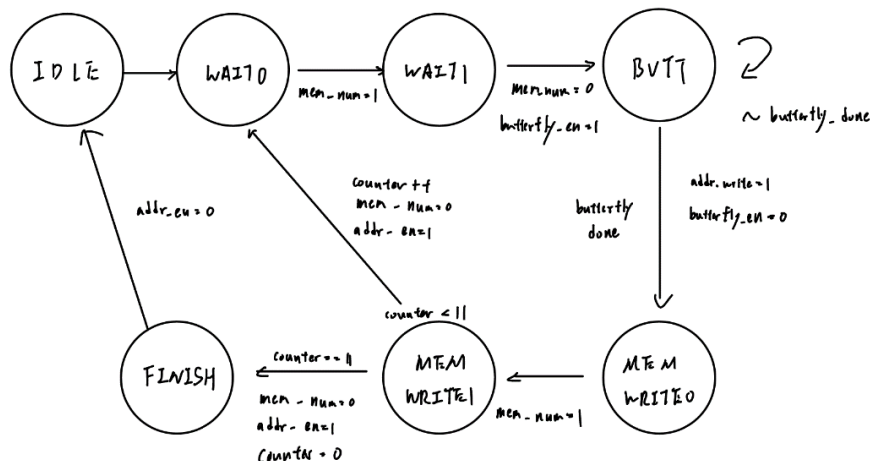 IDLE
WAIT0
mem_num=1
WAIT1
mem_num=0
butterfly_en=1
BUTT
~ butterfly_done
addr_en=0
counter++
mem_num=0
addr_en=1
butterfly
done
addr_write=1
butterfly_en=0
counter<11
FINISH
counter==11
mem_num=0
addr_en=1
counter=0
MEM
WRITE1
mem_num=1
MEM
WRITE0